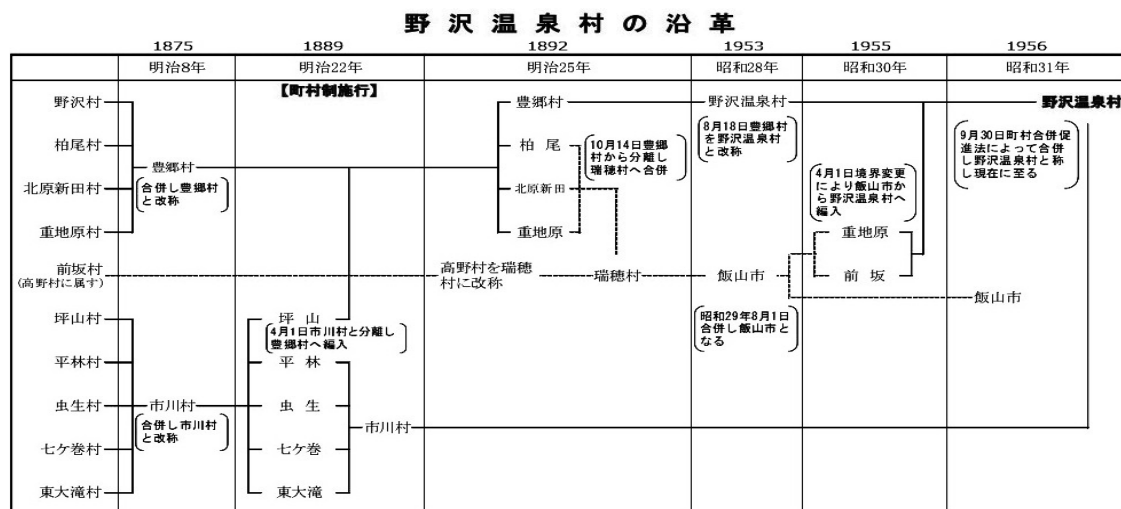 野沢温泉村の沿革
1875
1889
1892
1953
1955
1956
明治8年
明治22年
明治25年
昭和28年
昭和30年
昭和31年
【町村制施行】
野沢村
豊郷村
野沢温泉村
野沢温泉村
8月18日豊郷村
を野沢温泉村
と改称
9月30日町村合併促
進法によって合併
し野沢温泉村と称
し現在に至る
柏尾村
柏尾
10月14日豊郷
村から分離し
瑞穂村へ合併
豊郷村
合併し豊郷村
と改称
4月1日境界変更
により飯山市か
ら野沢温泉村へ
編入
北原新田村
北原新田
重地原村
重地原
重地原
前坂村
(高野村に属す)
高野村を瑞穂
村に改称
瑞穂村
飯山市
前坂
飯山市
坪山村
坪山
4月1日市川村と分離し
豊郷村へ編入
昭和29年8月1日
合併し飯山市と
なる
平林村
平林
虫生村
市川村
虫生
合併し市川村
と改称
市川村
七ケ巻村
七ケ巻
東大滝村
東大滝